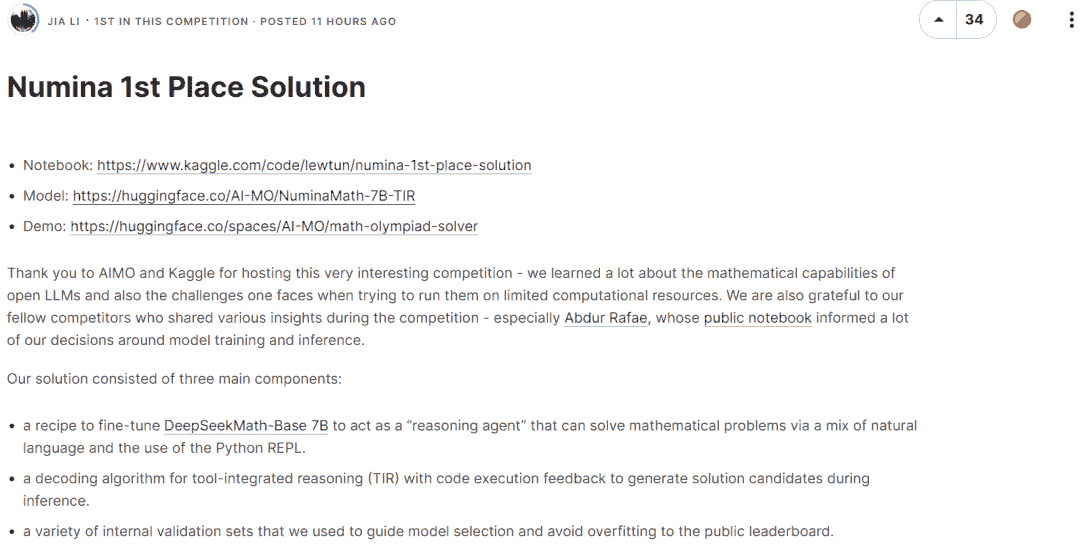 JIA LI · 1ST IN THIS COMPETITION · POSTED 11 HOURS AGO
34
Numina 1st Place Solution
• Notebook: https://www.kaggle.com/code/lewtun/numina-1st-place-solution
• Model: https://huggingface.co/AI-MO/NuminaMath-7B-TIR
• Demo: https://huggingface.co/spaces/AI-MO/math-olympiad-solver
Thank you to AIMO and Kaggle for hosting this very interesting competition - we learned a lot about the mathematical capabilities of
open LLMs and also the challenges one faces when trying to run them on limited computational resources. We are also grateful to our
fellow competitors who shared various insights during the competition - especially Abdur Rafae, whose public notebook informed a lot
of our decisions around model training and inference.
Our solution consisted of three main components:
• a recipe to fine-tune DeepSeekMath-Base 7B to act as a “reasoning agent” that can solve mathematical problems via a mix of natural
language and the use of the Python REPL.
• a decoding algorithm for tool-integrated reasoning (TIR) with code execution feedback to generate solution candidates during
inference.
• a variety of internal validation sets that we used to guide model selection and avoid overfitting to the public leaderboard.